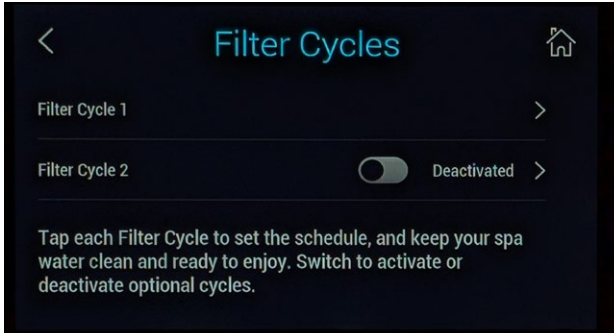 Filter Cycles
Filter Cycle 1
Filter Cycle 2 Deactivated
Tap each Filter Cycle to set the schedule, and keep your spa
water clean and ready to enjoy. Switch to activate or
deactivate optional cycles.